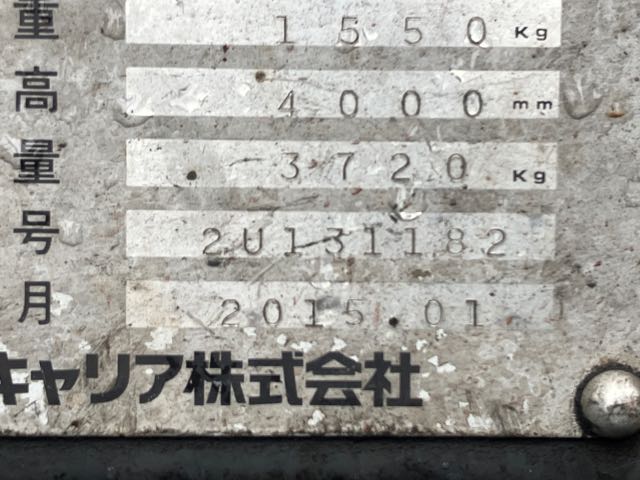 重 1550 Kg
高 4000 mm
量 3720 Kg
号 2U131182
月 2015.01
キャリア株式会社